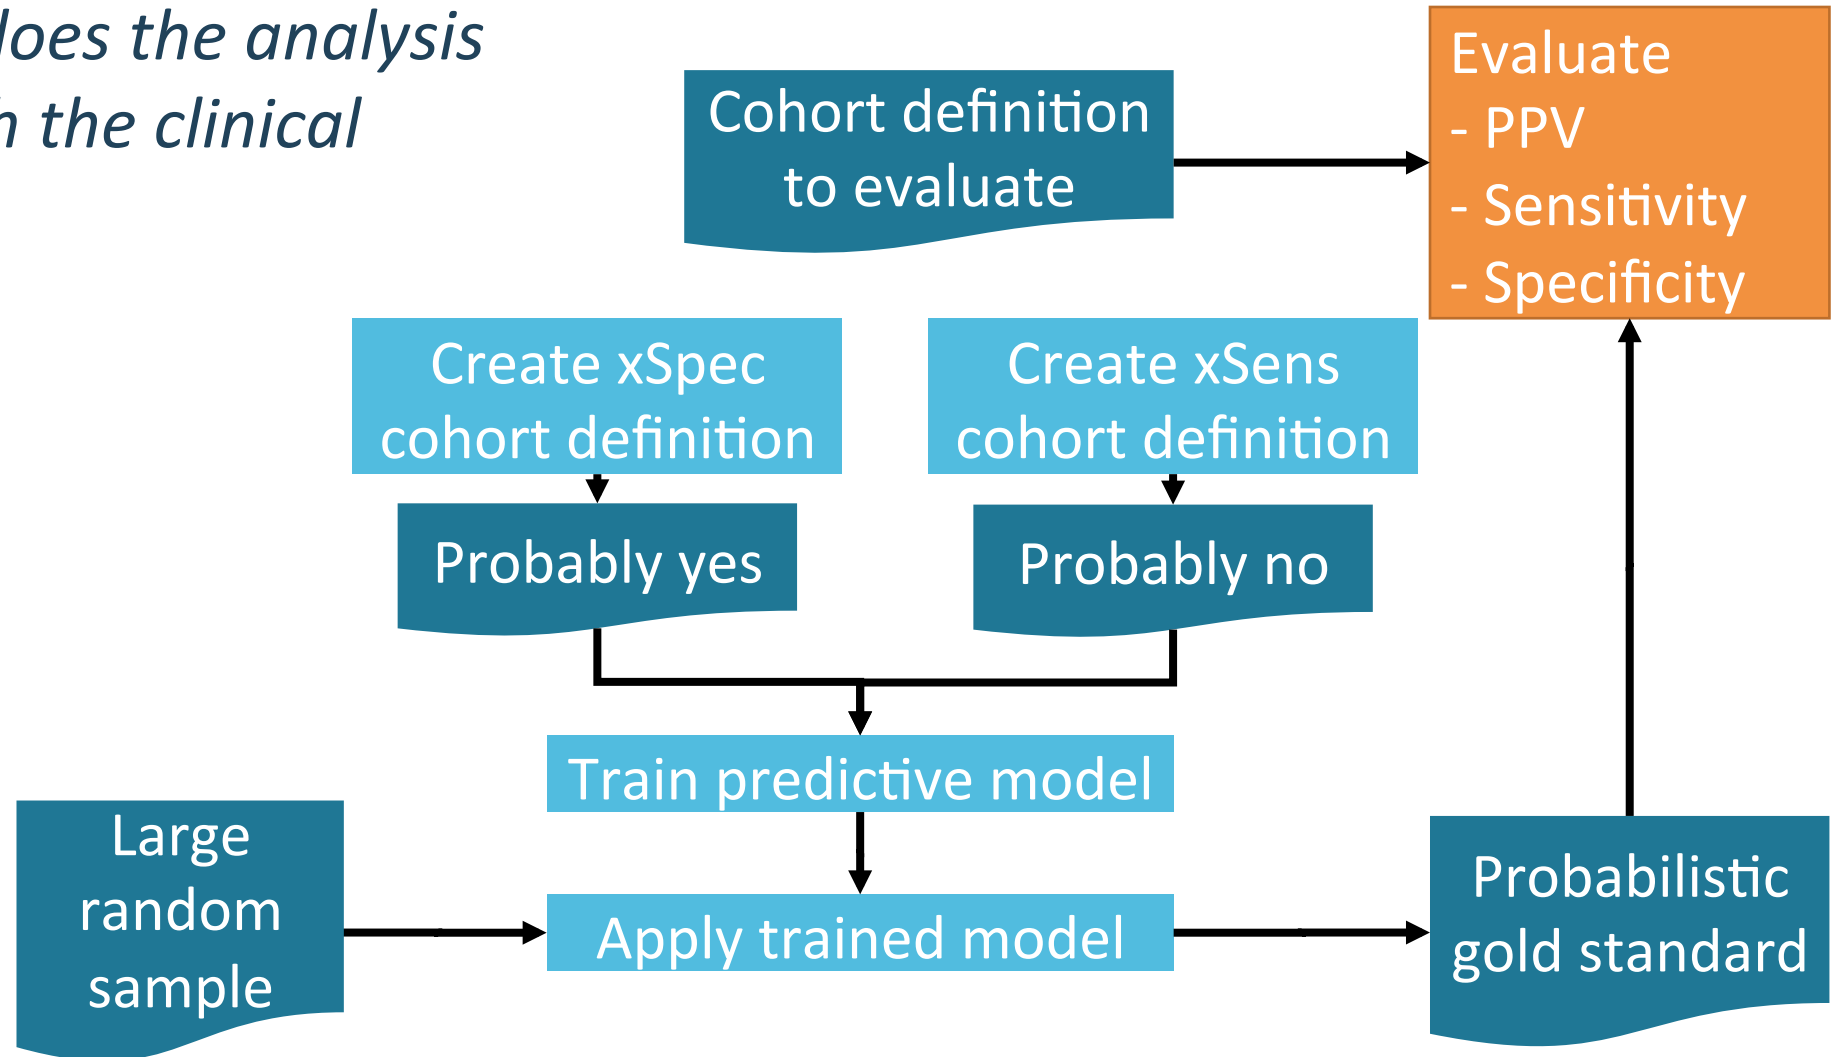 does the analysis
the clinical
Cohort definition
to evaluate
Evaluate
- PPV
- Sensitivity
- Specificity
Create xSpec
cohort definition
Create xSens
cohort definition
Probably yes
Probably no
Train predictive model
Large
random
sample
Apply trained model
Probabilistic
gold standard